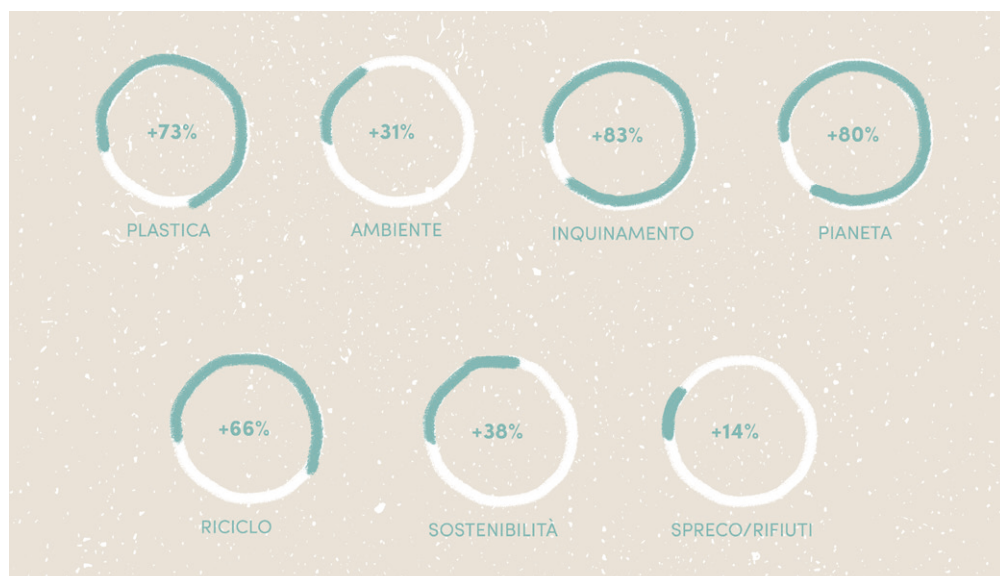 +73%
+31%
+83%
+80%
PLASTICA
AMBIENTE
INQUINAMENTO
PIANETA
+66%
+38%
+14%
RICICLO
SOSTENIBILITÀ
SPRECO/RIFIUTI